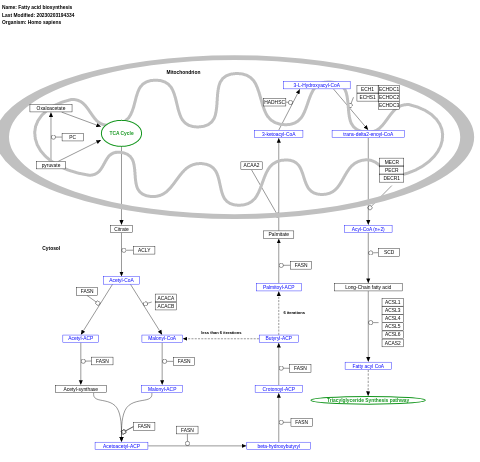 Name: Fatty acid biosynthesis
Last Modified: 20230203194334
Organism: Homo sapiens
Mitochondrion
3-L-Hydroxyacyl-CoA
ECH1 ECHDC1
ECHS1 ECHDC2
ECHDC3
HADHSC
Oxaloacetate
TCA Cycle
PC
3-ketoacyl-CoA
trans-delta2-enoyl-CoA
pyruvate
ACAA2
MECR
PECR
DECR1
Citrate
Palmitate
Acyl-CoA (n+2)
Cytosol
ACLY
SCD
FASN
Acetyl-CoA
Palmitoyl-ACP
Long-Chain fatty acid
FASN
ACACA
ACACB
ACSL1
ACSL3
ACSL4
ACSL5
ACSL6
ACAS2
6 iterations
less than 6 iterations
Acetyl-ACP
Malonyl-CoA
Butyryl-ACP
FASN
FASN
FASN
Fatty acyl CoA
Acetyl-synthase
Malonyl-ACP
Crotonyl-ACP
Triacylglyceride Synthesis pathway
FASN
FASN
FASN
Acetoacetyl-ACP
beta-hydroxybutyryl